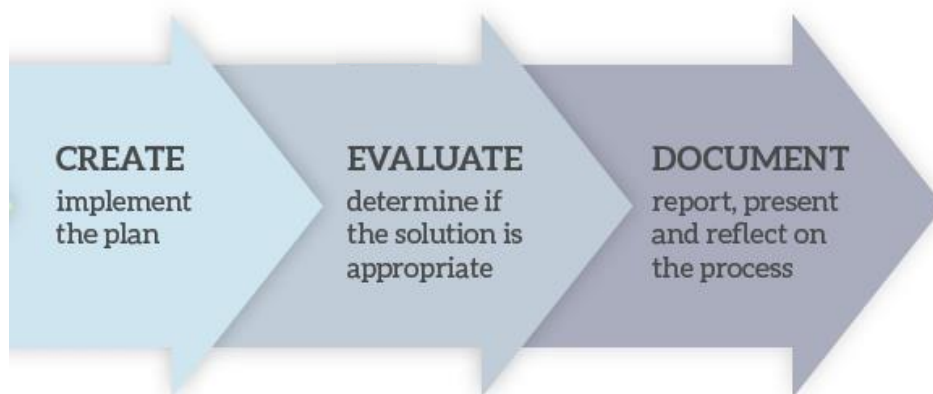 CREATE
implement
the plan
EVALUATE
determine if
the solution is
appropriate
DOCUMENT
report, present
and reflect on
the process